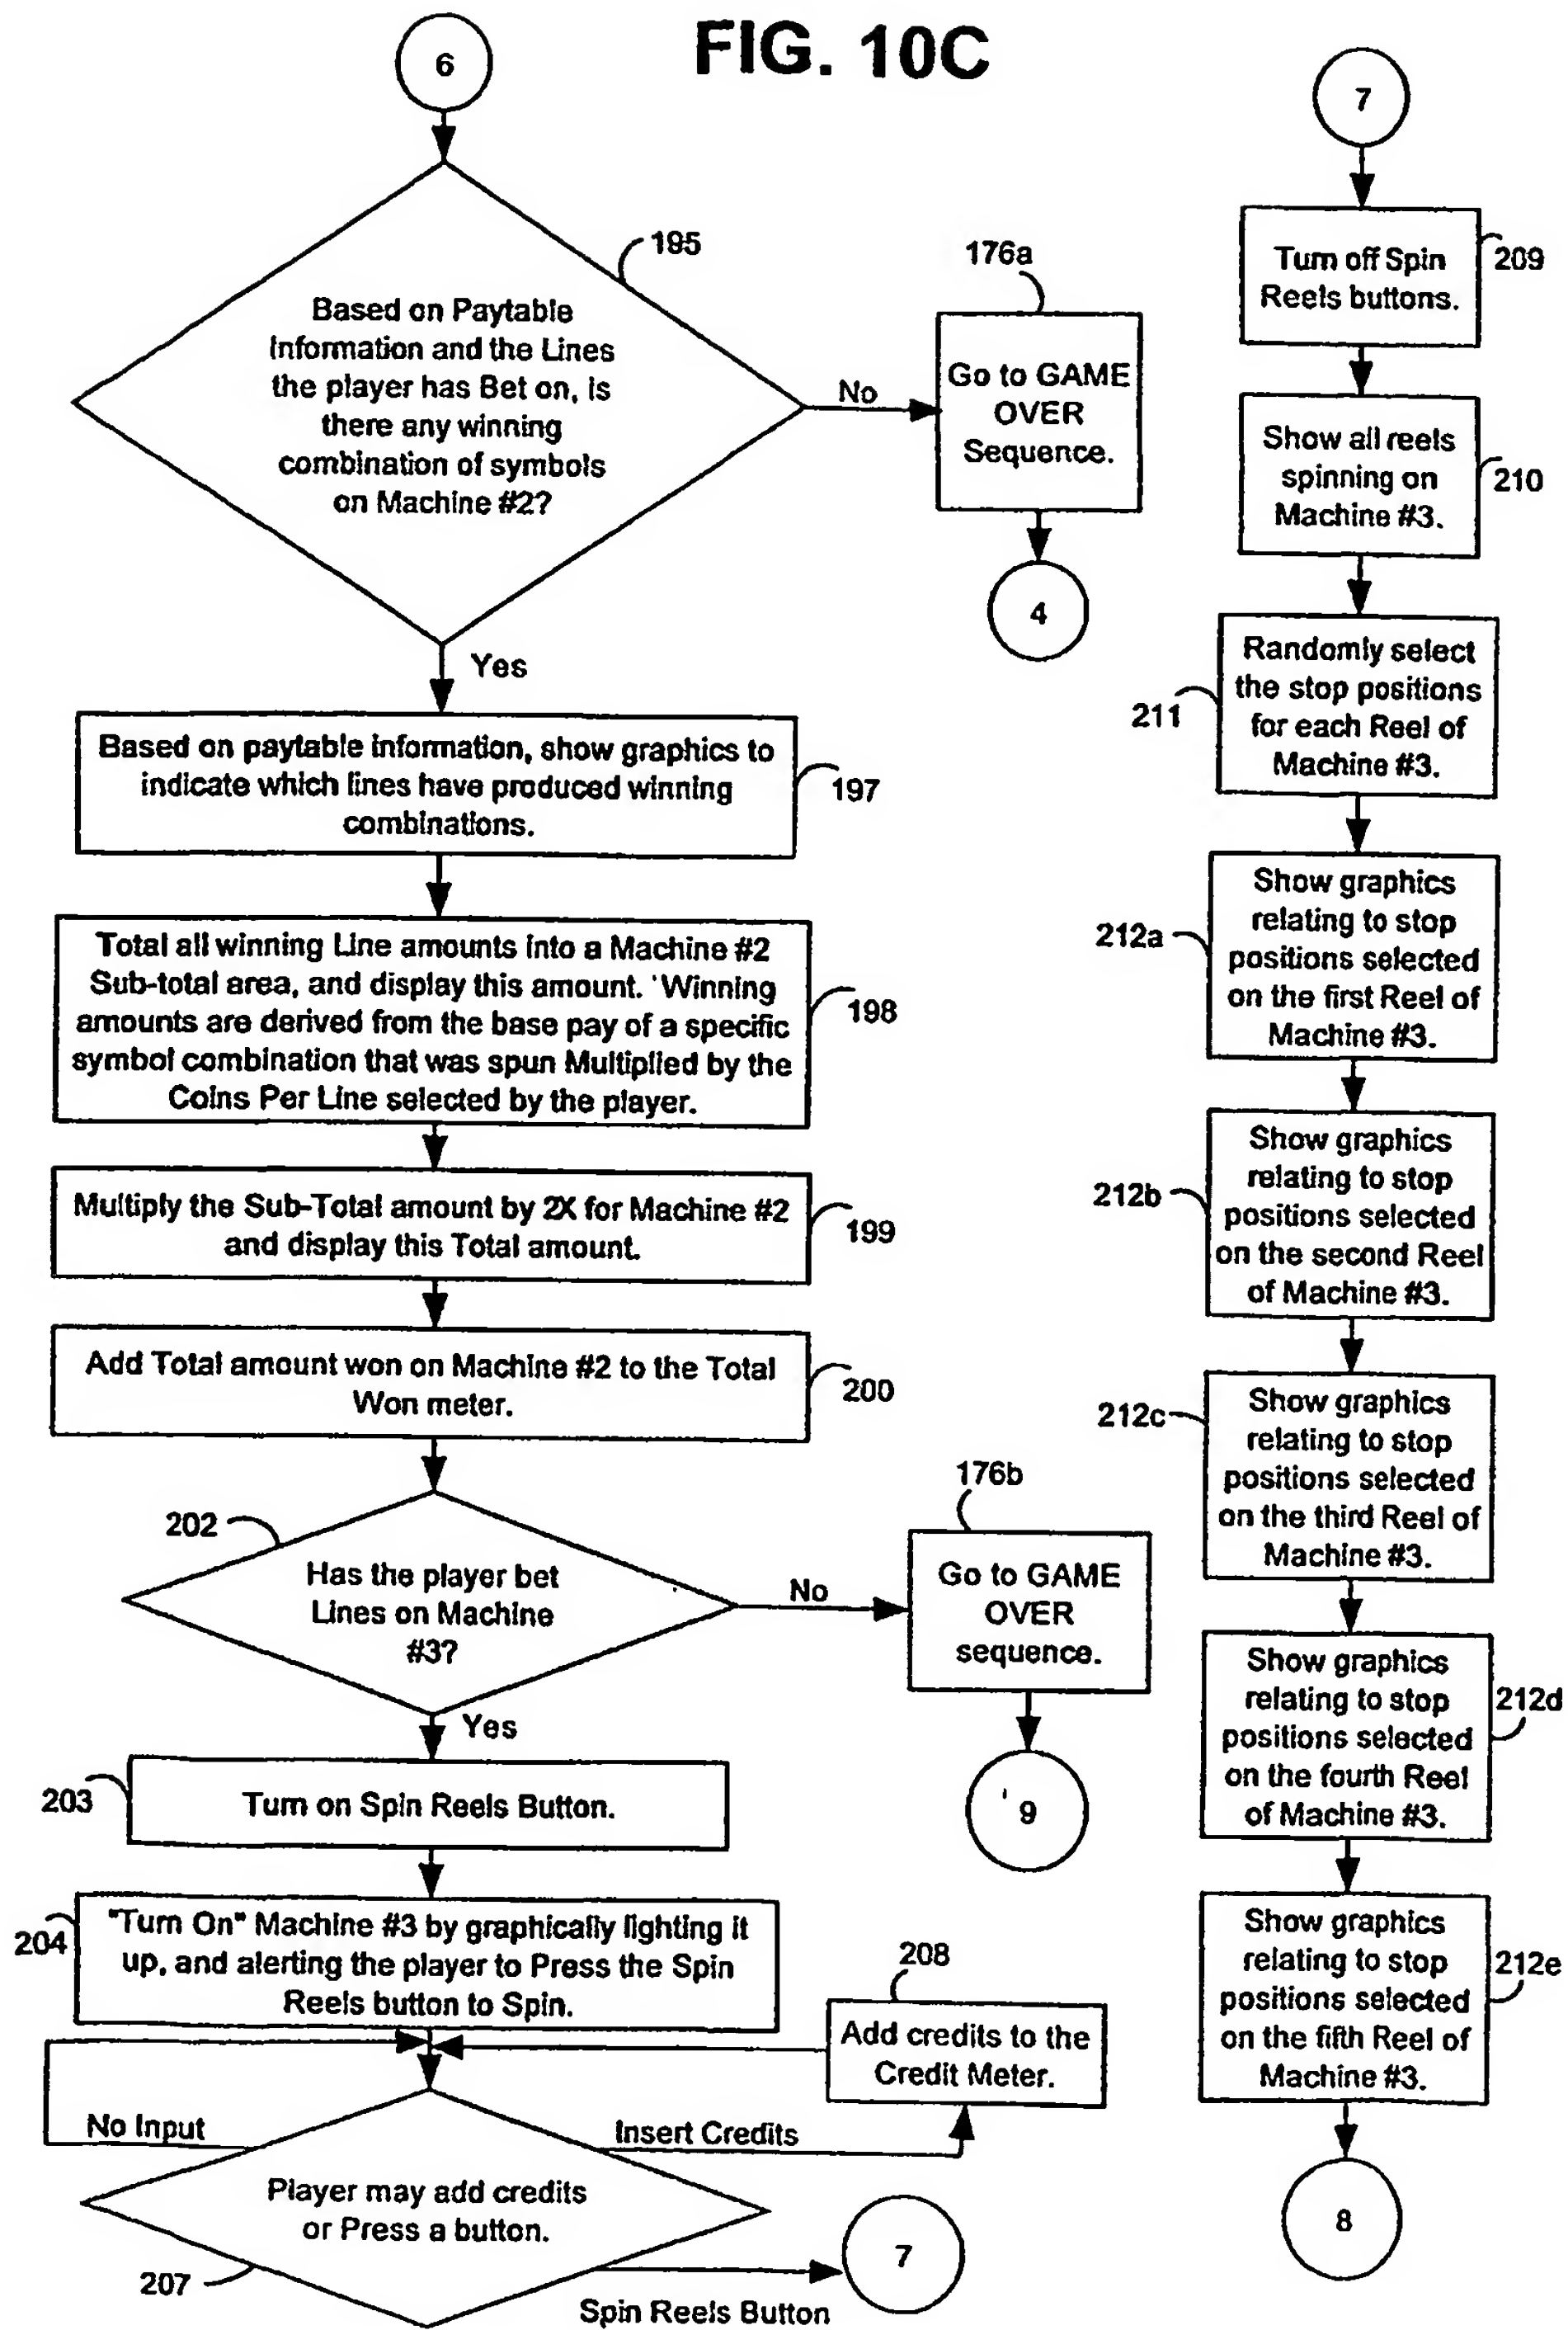 FIG. 10C
6
195
Based on Paytable
Information and the Lines
the player has Bet on, is
there any winning
combination of symbols
on Machine #2?
No
176a
Go to GAME
OVER
Sequence.
4
Yes
Based on paytable information, show graphics to
indicate which lines have produced winning
combinations.
197
Total all winning Line amounts into a Machine #2
Sub-total area, and display this amount. 'Winning
amounts are derived from the base pay of a specific
symbol combination that was spun Multiplied by the
Coins Per Line selected by the player.
198
Multiply the Sub-Total amount by 2X for Machine #2
and display this Total amount.
199
Add Total amount won on Machine #2 to the Total
Won meter.
200
202
Has the player bet
Lines on Machine
#3?
No
176b
Go to GAME
OVER
sequence.
9
Yes
203
Turn on Spin Reels Button.
204
"Turn On" Machine #3 by graphically lighting it
up, and alerting the player to Press the Spin
Reels button to Spin.
208
Add credits to the
Credit Meter.
No Input
Insert Credits
Player may add credits
or Press a button.
207
7
Spin Reels Button
7
Turn off Spin
Reels buttons.
209
Show all reels
spinning on
Machine #3.
210
Randomly select
the stop positions
for each Reel of
Machine #3.
211
Show graphics
relating to stop
positions selected
on the first Reel of
Machine #3.
212a
Show graphics
relating to stop
positions selected
on the second Reel
of Machine #3.
212b
Show graphics
relating to stop
positions selected
on the third Reel of
Machine #3.
212c
Show graphics
relating to stop
positions selected
on the fourth Reel
of Machine #3.
212d
Show graphics
relating to stop
positions selected
on the fifth Reel of
Machine #3.
212e
8